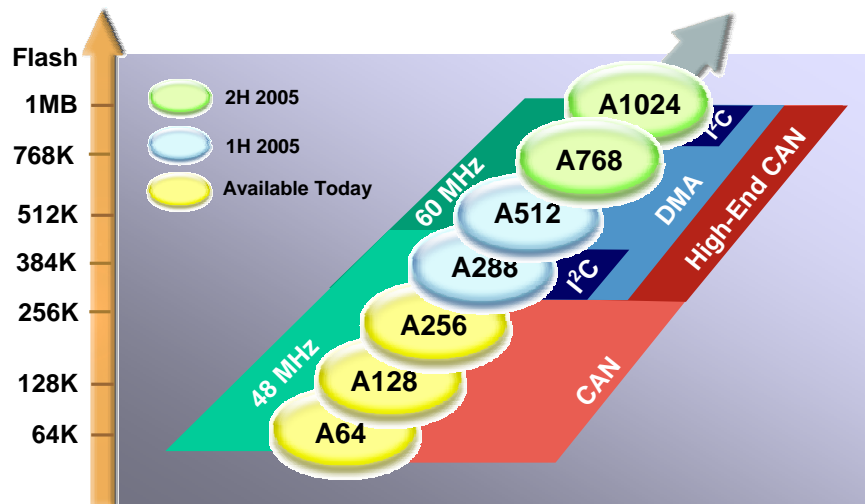 Flash
1MB
768K
512K
384K
256K
128K
64K
2H 2005
1H 2005
Available Today
A1024
A768
A512
A288
A256
A128
A64
60 MHz
48 MHz
I²C
DMA
High-End CAN
I²C
CAN